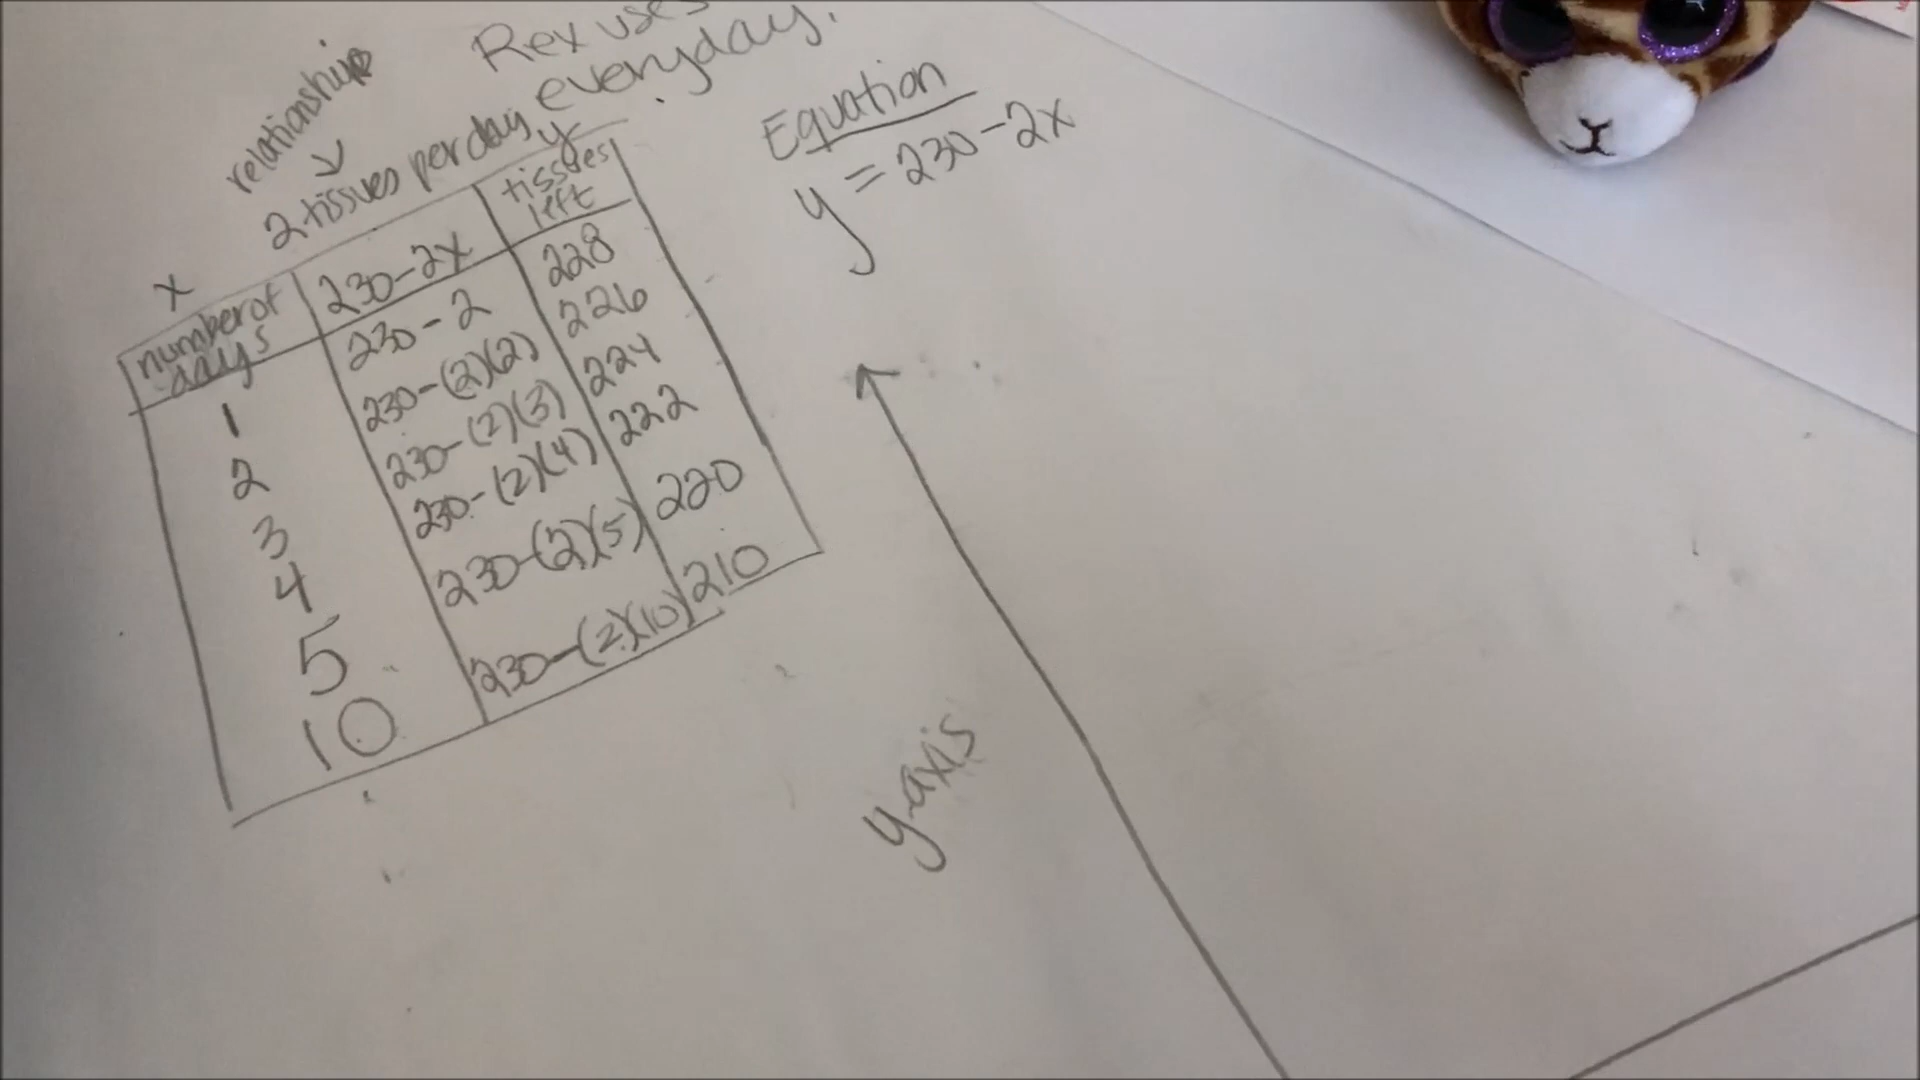 Rex uses
everyday.
relationship
2 tissues per day
x
y
number of days
230-2x
tissues left
1
230-2
228
2
230-(2)(2)
226
3
230-(2)(3)
224
4
230-(2)(4)
222
5
230-(2)(5)
220
10
230-(2)(10)
210
Equation
y=230-2x
y-axis